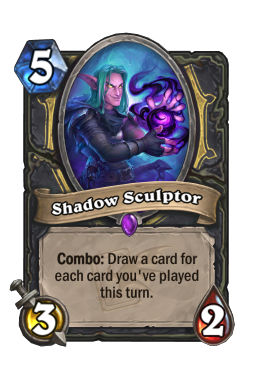 5
Shadow Sculptor
Combo: Draw a card for
each card you've played
this turn.
3
2